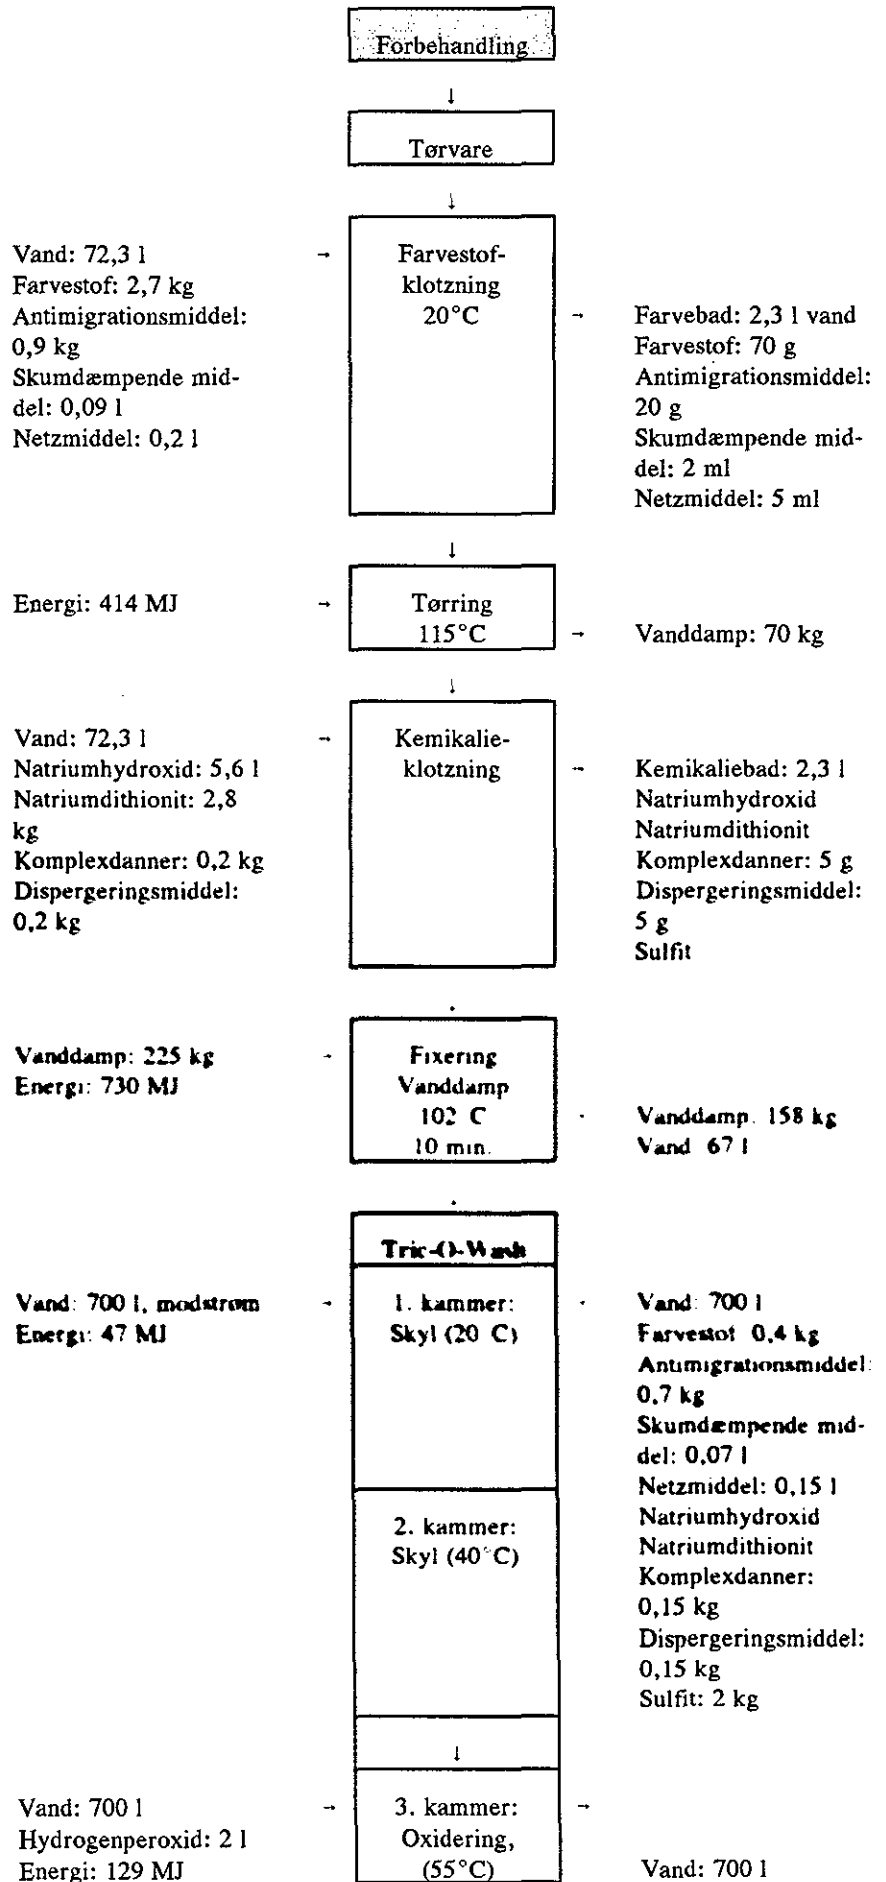 Forbehandling
↓
Tørvare
↓
Vand: 72,3 l
Farvestof: 2,7 kg
Antimigrationsmiddel:
0,9 kg
Skumdæmpende mid-
del: 0,09 l
Netzmiddel: 0,2 l
→
Farvestof-
klotzning
20°C
→
Farvebad: 2,3 l vand
Farvestof: 70 g
Antimigrationsmiddel:
20 g
Skumdæmpende mid-
del: 2 ml
Netzmiddel: 5 ml
↓
Energi: 414 MJ
→
Tørring
115°C
→
Vanddamp: 70 kg
↓
Vand: 72,3 l
Natriumhydroxid: 5,6 l
Natriumdithionit: 2,8
kg
Komplexdanner: 0,2 kg
Dispergeringsmiddel:
0,2 kg
→
Kemikalie-
klotzning
→
Kemikaliebad: 2,3 l
Natriumhydroxid
Natriumdithionit
Komplexdanner: 5 g
Dispergeringsmiddel:
5 g
Sulfit
Vanddamp: 225 kg
Energi: 730 MJ
Fixering
Vanddamp
102 C
10 min.
Vanddamp. 158 kg
Vand 67 l
Tric-O-Wash
Vand: 700 l, modstrøm
Energi: 47 MJ
1. kammer:
Skyl (20 C)
2. kammer:
Skyl (40°C)
Vand: 700 l
Farvestof 0,4 kg
Antimigrationsmiddel:
0,7 kg
Skumdæmpende mid-
del: 0,07 l
Netzmiddel: 0,15 l
Natriumhydroxid
Natriumdithionit
Komplexdanner:
0,15 kg
Dispergeringsmiddel:
0,15 kg
Sulfit: 2 kg
↓
Vand: 700 l
Hydrogenperoxid: 2 l
Energi: 129 MJ
→
3. kammer:
Oxidering,
(55°C)
→
Vand: 700 l